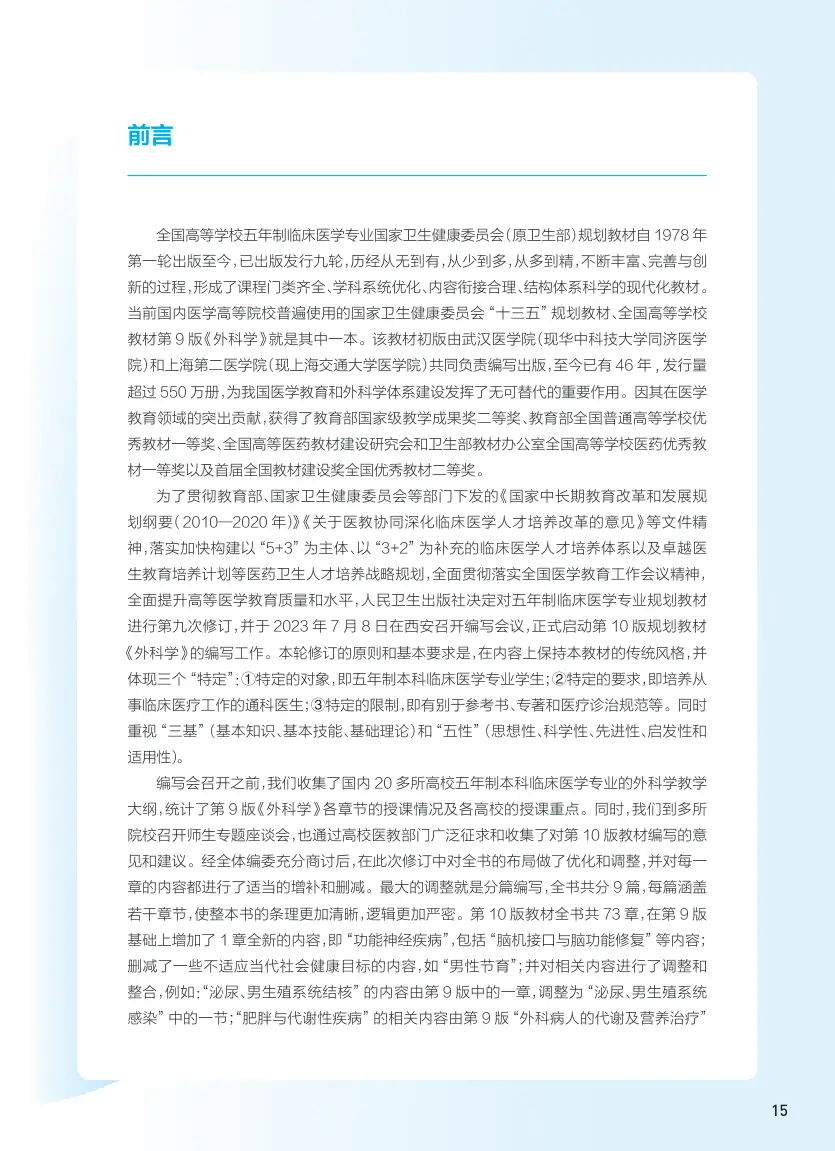 前言
全国高等学校五年制临床医学专业国家卫生健康委员会(原卫生部)规划教材自 1978 年
第一轮出版至今,已出版发行九轮,历经从无到有,从少到多,从多到精,不断丰富、完善与创
新的过程,形成了课程门类齐全、学科系统优化、内容衔接合理、结构体系科学的现代化教材。
当前国内医学高等院校普遍使用的国家卫生健康委员会“十三五”规划教材、全国高等学校
教材第 9 版《外科学》就是其中一本。该教材初版由武汉医学院(现华中科技大学同济医学
院)和上海第二医学院(现上海交通大学医学院)共同负责编写出版,至今已有 46 年,发行量
超过 550 万册,为我国医学教育和外科学体系建设发挥了无可替代的重要作用。因其在医学
教育领域的突出贡献,获得了教育部国家级教学成果奖二等奖、教育部全国普通高等学校优
秀教材一等奖、全国高等医药教材建设研究会和卫生部教材办公室全国高等学校医药优秀教
材一等奖以及首届全国教材建设奖全国优秀教材二等奖。
为了贯彻教育部、国家卫生健康委员会等部门下发的《国家中长期教育改革和发展规
划纲要(2010—2020 年)》《关于医教协同深化临床医学人才培养改革的意见》等文件精
神,落实加快构建以“5+3”为主体、以“3+2”为补充的临床医学人才培养体系以及卓越医
生教育培养计划等医药卫生人才培养战略规划,全面贯彻落实全国医学教育工作会议精神,
全面提升高等医学教育质量和水平,人民卫生出版社决定对五年制临床医学专业规划教材
进行第九次修订,并于 2023 年 7 月 8 日在西安召开编写会议,正式启动第 10 版规划教材
《外科学》的编写工作。本轮修订的原则和基本要求是,在内容上保持本教材的传统风格,并
体现三个“特定”:①特定的对象,即五年制本科临床医学专业学生;②特定的要求,即培养从
事临床医疗工作的通科医生;③特定的限制,即有别于参考书、专著和医疗诊治规范等。同时
重视“三基”(基本知识、基本技能、基础理论)和“五性”(思想性、科学性、先进性、启发性和
适用性)。
编写会召开之前,我们收集了国内 20 多所高校五年制本科临床医学专业的外科学教学
大纲,统计了第 9 版《外科学》各章节的授课情况及各高校的授课重点。同时,我们到多所
院校召开师生专题座谈会,也通过高校医教部门广泛征求和收集了对第 10 版教材编写的意
见和建议。经全体编委充分商讨后,在此次修订中对全书的布局做了优化和调整,并对每一
章的内容都进行了适当的增补和删减。最大的调整就是分篇编写,全书共分 9 篇,每篇涵盖
若干章节,使整本书的条理更加清晰,逻辑更加严密。第 10 版教材全书共 73 章,在第 9 版
基础上增加了 1 章全新的内容,即“功能神经疾病”,包括“脑机接口与脑功能修复”等内容;
删减了一些不适应当代社会健康目标的内容,如“男性节育”;并对相关内容进行了调整和
整合,例如:“泌尿、男生殖系统结核”的内容由第 9 版中的一章,调整为“泌尿、男生殖系统
感染”中的一节;“肥胖与代谢性疾病”的相关内容由第 9 版“外科病人的代谢及营养治疗”
15